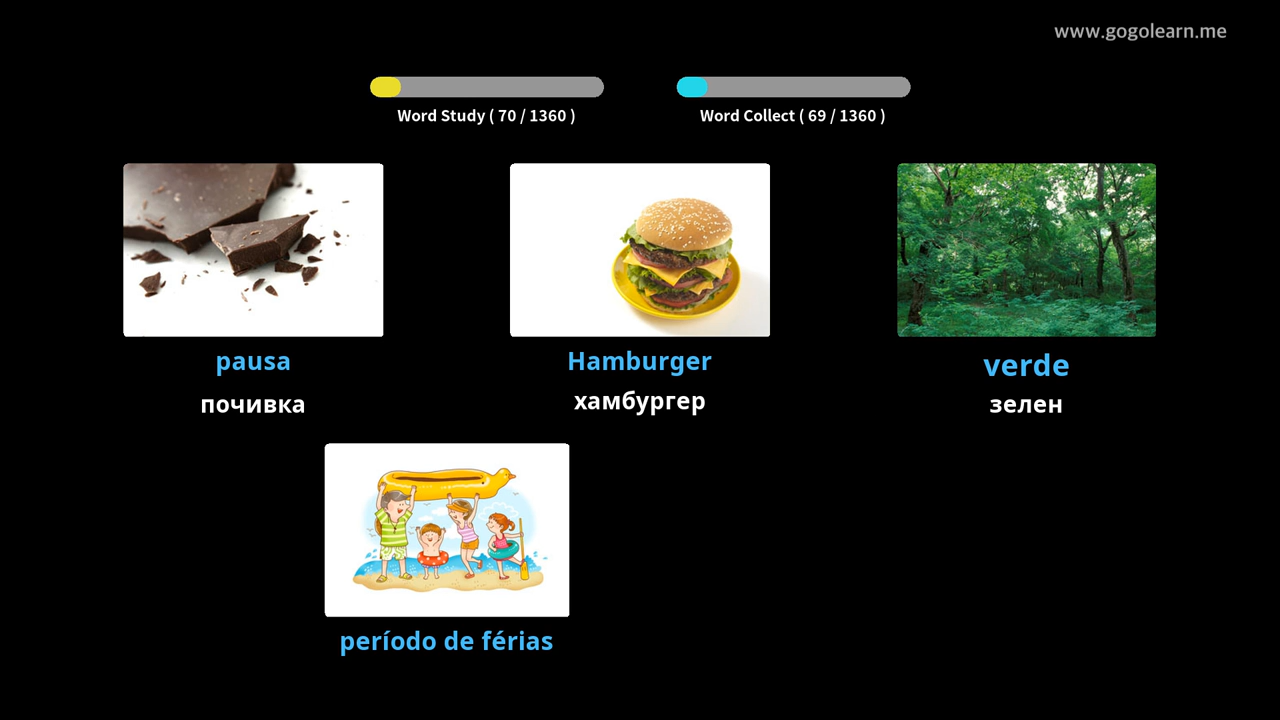 www.gogolearn.me
Word Study ( 70 / 1360 )
Word Collect ( 69 / 1360 )
pausa
почивка
Hamburger
хамбургер
verde
зелен
período de férias